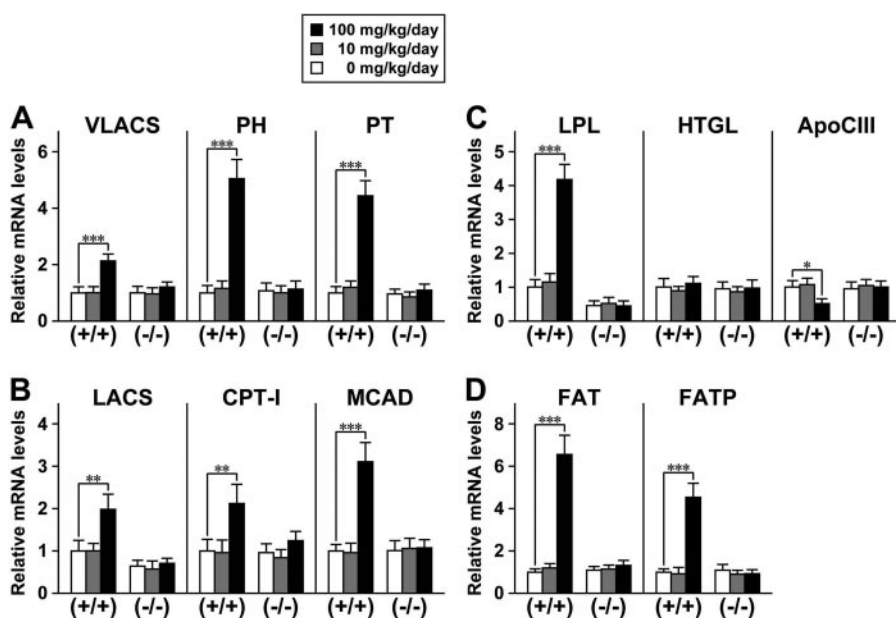 100 mg/kg/day
10 mg/kg/day
0 mg/kg/day
A
VLACS PH PT
Relative mRNA levels
6
4
2
0
*** *** ***
(+/+) (-/-) (+/+) (-/-) (+/+) (-/-)
C
LPL HTGL ApoCIII
Relative mRNA levels
5
4
3
2
1
0
*** *
(+/+) (-/-) (+/+) (-/-) (+/+) (-/-)
B
LACS CPT-I MCAD
Relative mRNA levels
4
3
2
1
0
** ** ***
(+/+) (-/-) (+/+) (-/-) (+/+) (-/-)
D
FAT FATP
Relative mRNA levels
8
6
4
2
0
*** ***
(+/+) (-/-) (+/+) (-/-)